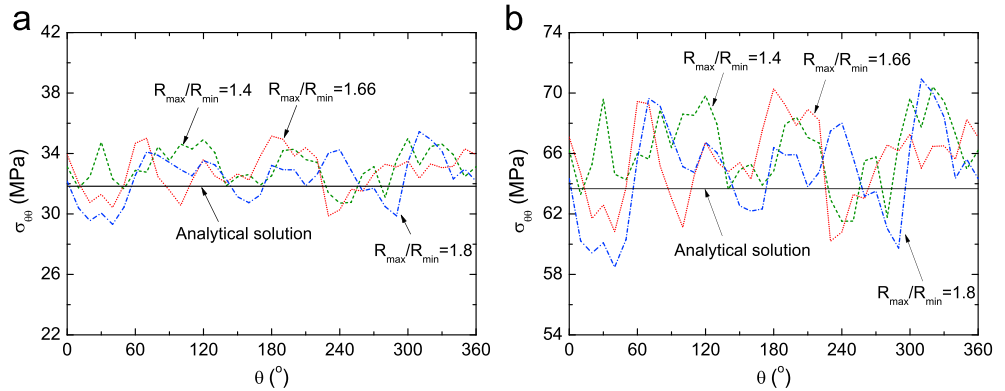 a
42
38
34
30
26
22
σθθ (MPa)
Rmax/Rmin=1.4
Rmax/Rmin=1.66
Analytical solution
Rmax/Rmin=1.8
0 60 120 180 240 300 360
θ (°)
b
74
70
66
62
58
54
σθθ (MPa)
Rmax/Rmin=1.4
Rmax/Rmin=1.66
Analytical solution
Rmax/Rmin=1.8
0 60 120 180 240 300 360
θ (°)